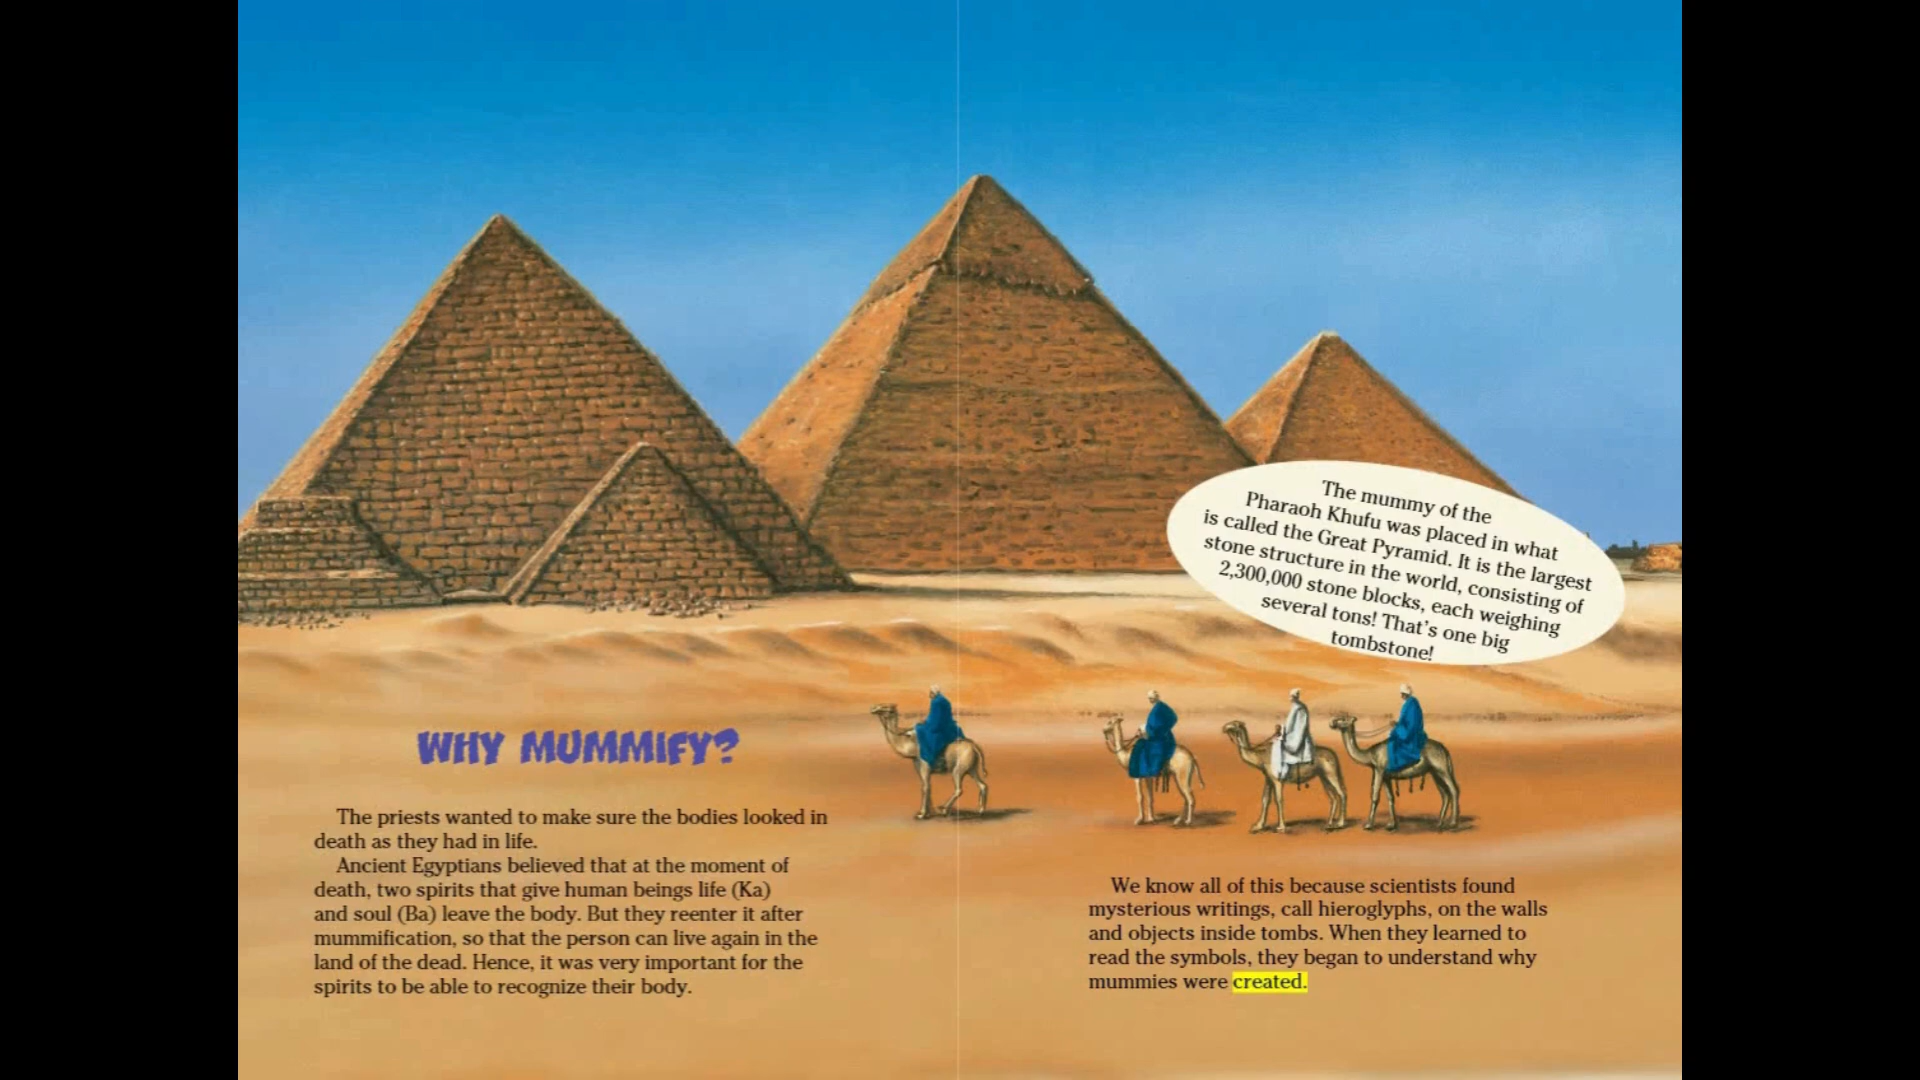 WHY MUMMIFY?
The priests wanted to make sure the bodies looked in
death as they had in life.
Ancient Egyptians believed that at the moment of
death, two spirits that give human beings life (Ka)
and soul (Ba) leave the body. But they reenter it after
mummification, so that the person can live again in the
land of the dead. Hence, it was very important for the
spirits to be able to recognize their body.
The mummy of the
Pharaoh Khufu was placed in what
is called the Great Pyramid. It is the largest
stone structure in the world, consisting of
2,300,000 stone blocks, each weighing
several tons! That's one big
tombstone!
We know all of this because scientists found
mysterious writings, call hieroglyphs, on the walls
and objects inside tombs. When they learned to
read the symbols, they began to understand why
mummies were created.